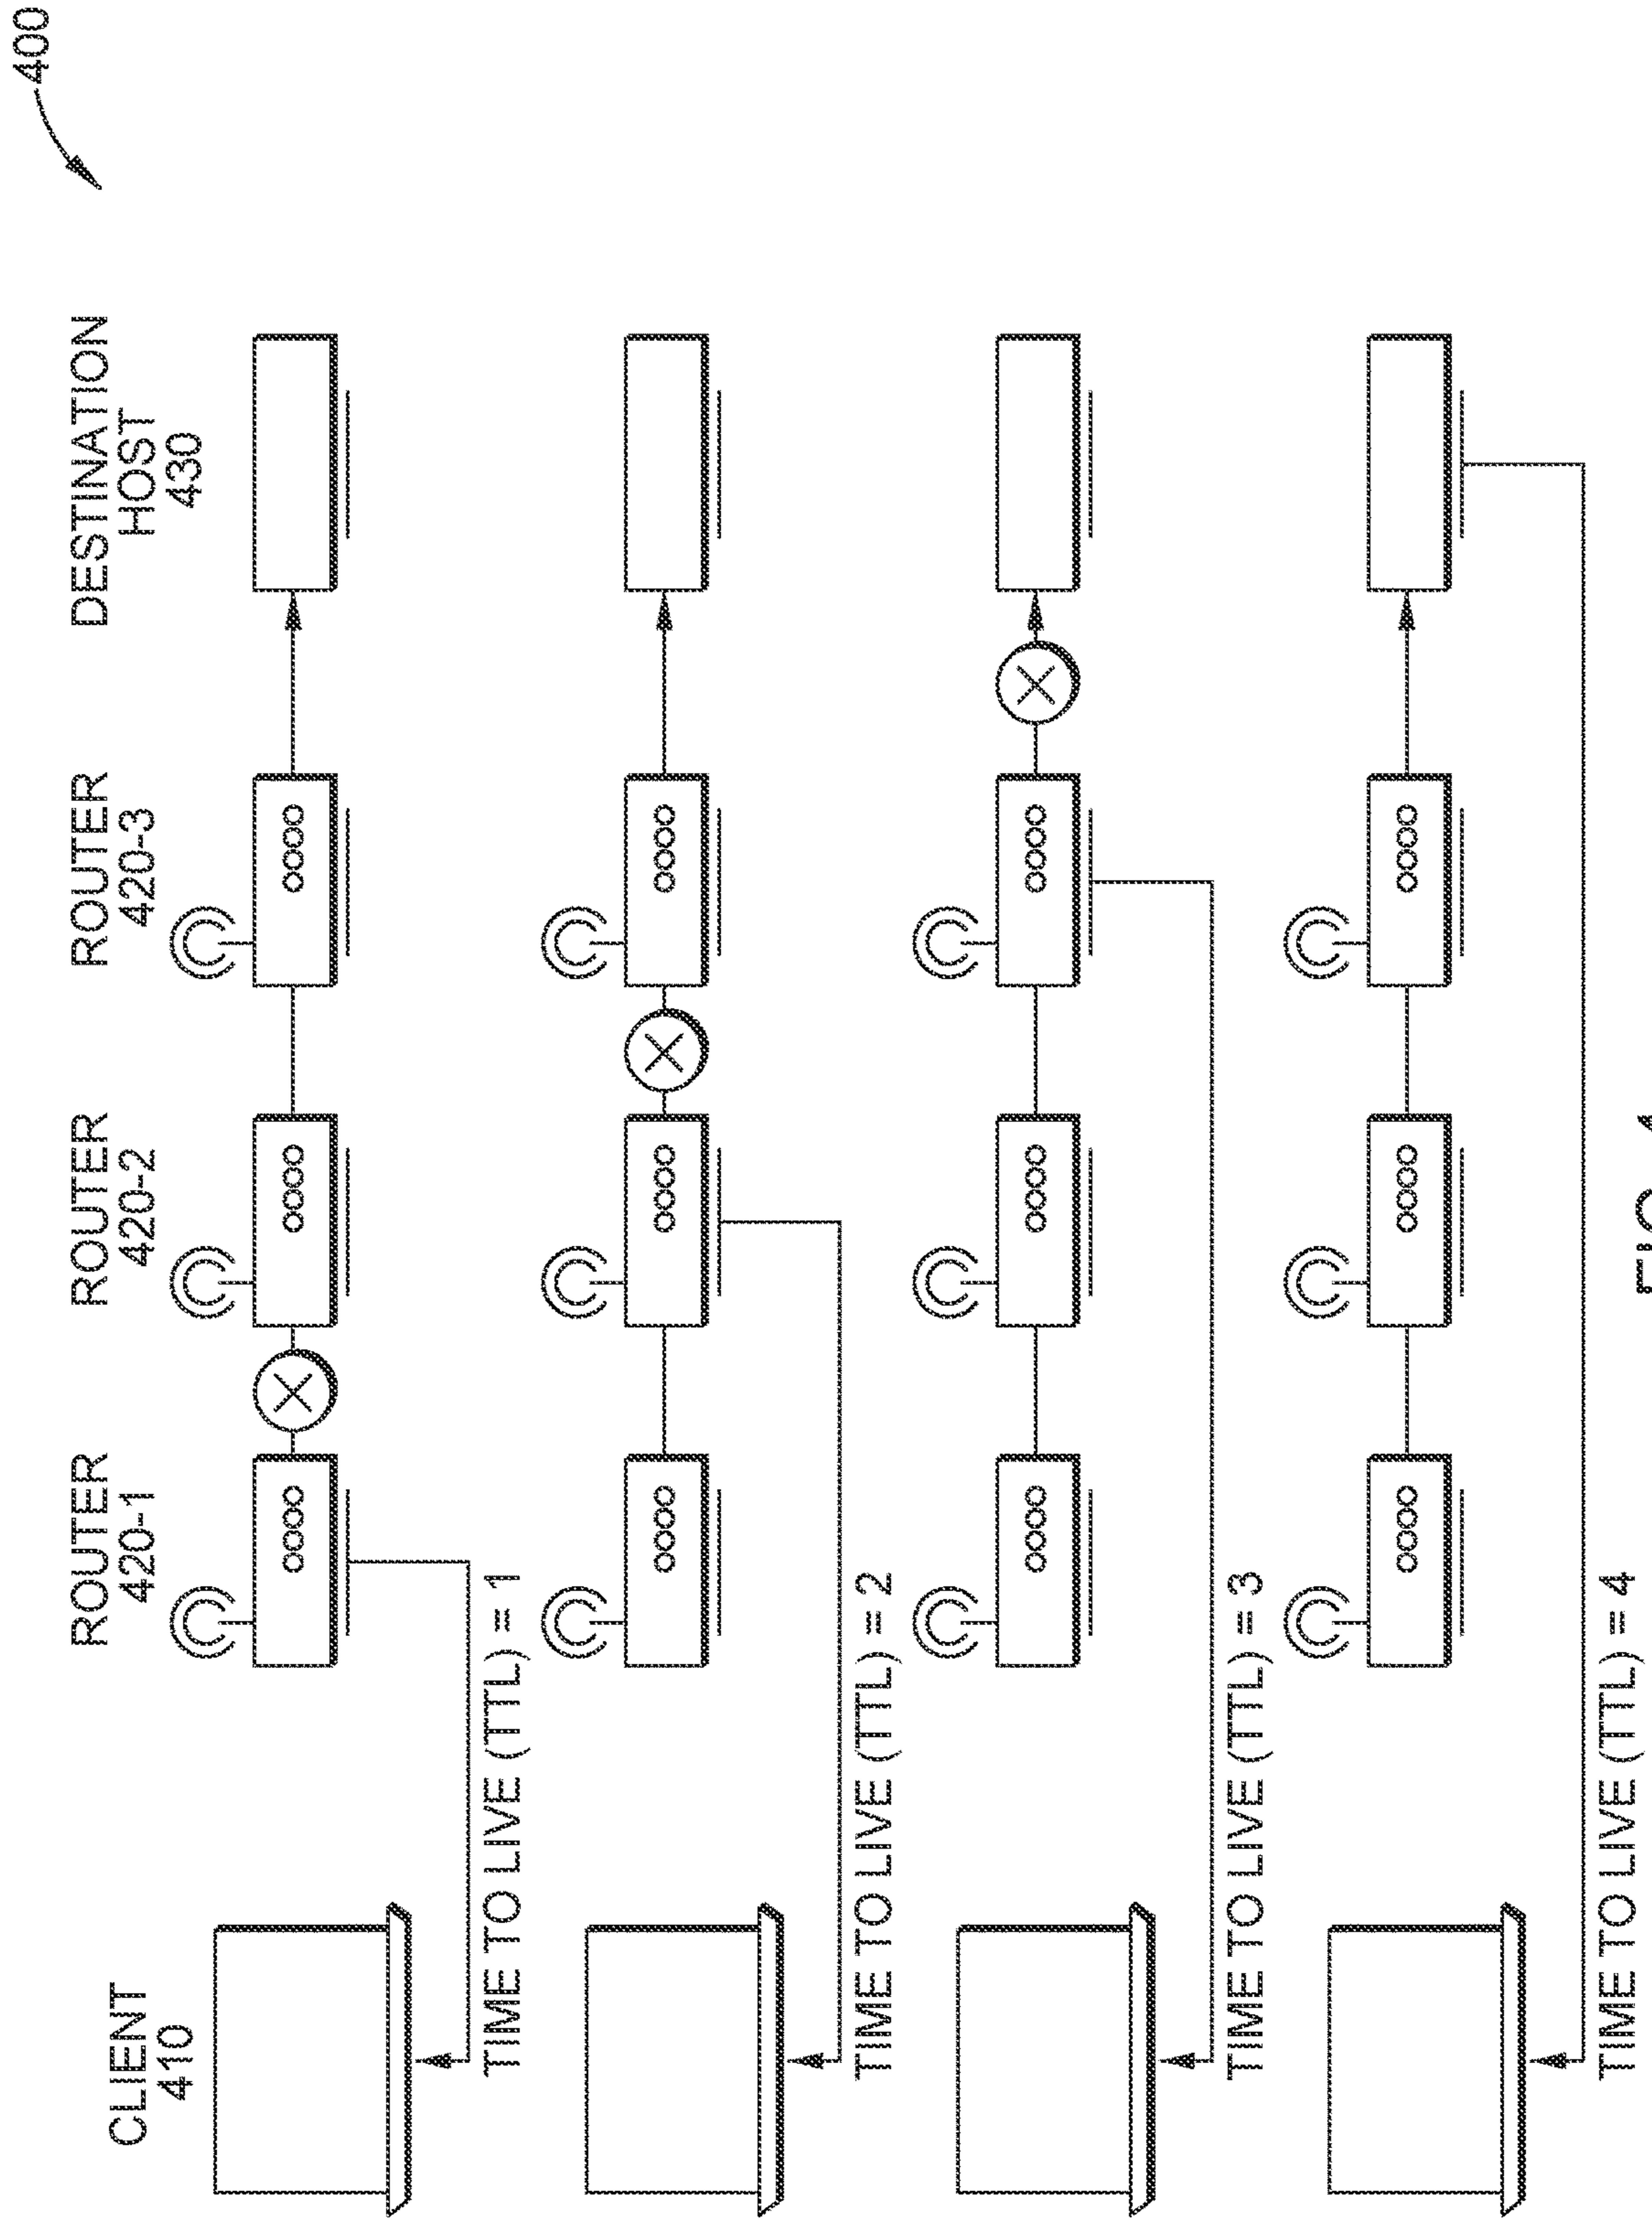 400
CLIENT
410
ROUTER
420-1
ROUTER
420-2
ROUTER
420-3
DESTINATION
HOST
430
TIME TO LIVE (TTL) = 1
TIME TO LIVE (TTL) = 2
TIME TO LIVE (TTL) = 3
TIME TO LIVE (TTL) = 4